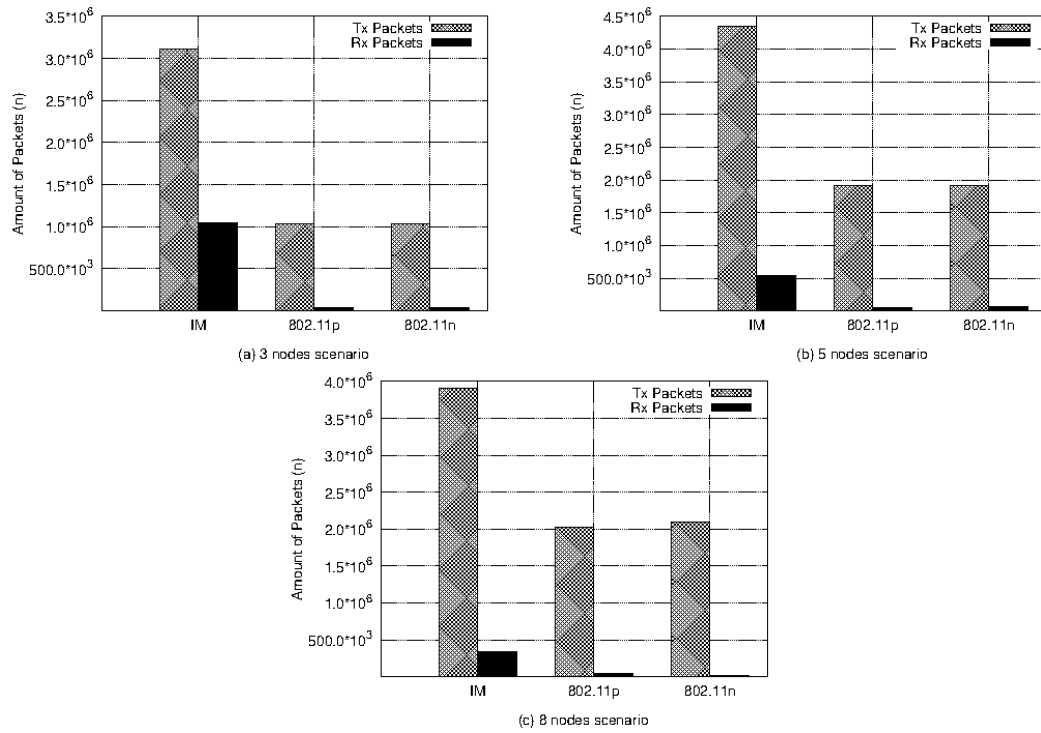 3.5*10^6
3.0*10^6
2.5*10^6
2.0*10^6
1.5*10^6
1.0*10^6
500.0*10^3
Amount of Packets (n)
Tx Packets
Rx Packets
IM 802.11p 802.11n
(a) 3 nodes scenario
4.5*10^6
4.0*10^6
3.5*10^6
3.0*10^6
2.5*10^6
2.0*10^6
1.5*10^6
1.0*10^6
500.0*10^3
Amount of Packets (n)
Tx Packets
Rx Packets
IM 802.11p 802.11n
(b) 5 nodes scenario
4.0*10^6
3.5*10^6
3.0*10^6
2.5*10^6
2.0*10^6
1.5*10^6
1.0*10^6
500.0*10^3
Amount of Packets (n)
Tx Packets
Rx Packets
IM 802.11p 802.11n
(c) 8 nodes scenario